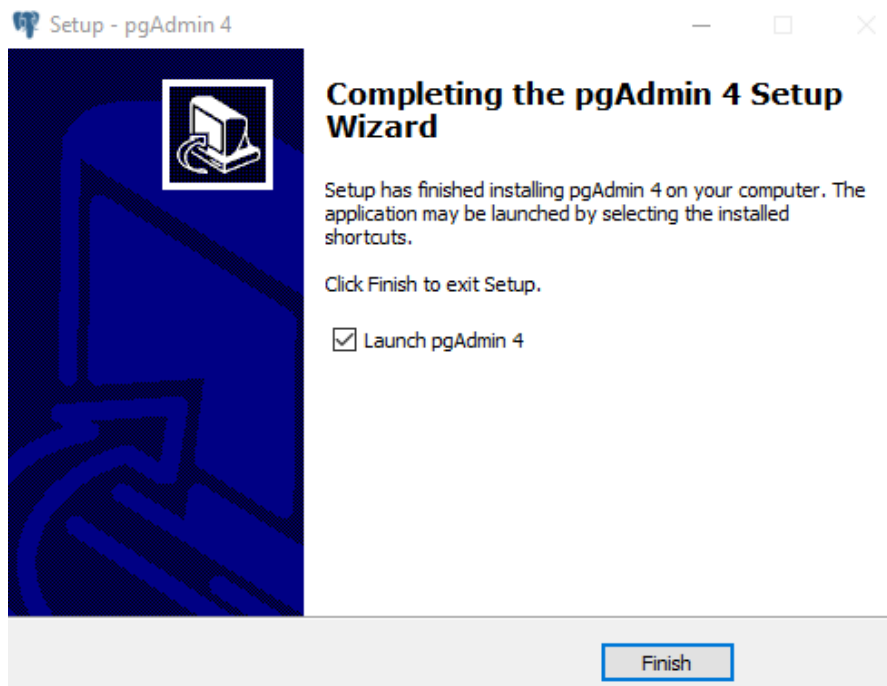 Setup - pgAdmin 4
Completing the pgAdmin 4 Setup
Wizard
Setup has finished installing pgAdmin 4 on your computer. The
application may be launched by selecting the installed
shortcuts.
Click Finish to exit Setup.
Launch pgAdmin 4
Finish